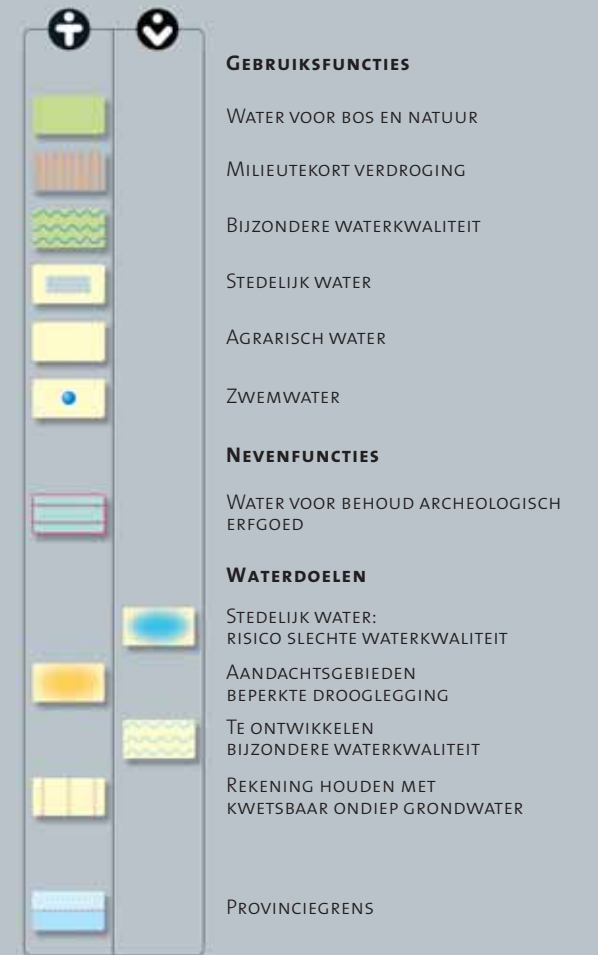 Gebruiksfuncties
Water voor bos en natuur
Milieutekort verdroging
Bijzondere waterkwaliteit
Stedelijk water
Agrarisch water
Zwemwater
Nevenfuncties
Water voor behoud archeologisch
erfgoed
Waterdoelen
Stedelijk water:
risico slechte waterkwaliteit
Aandachtsgebieden
beperkte drooglegging
Te ontwikkelen
bijzondere waterkwaliteit
Rekening houden met
kwetsbaar ondiep grondwater
Provinciegrens